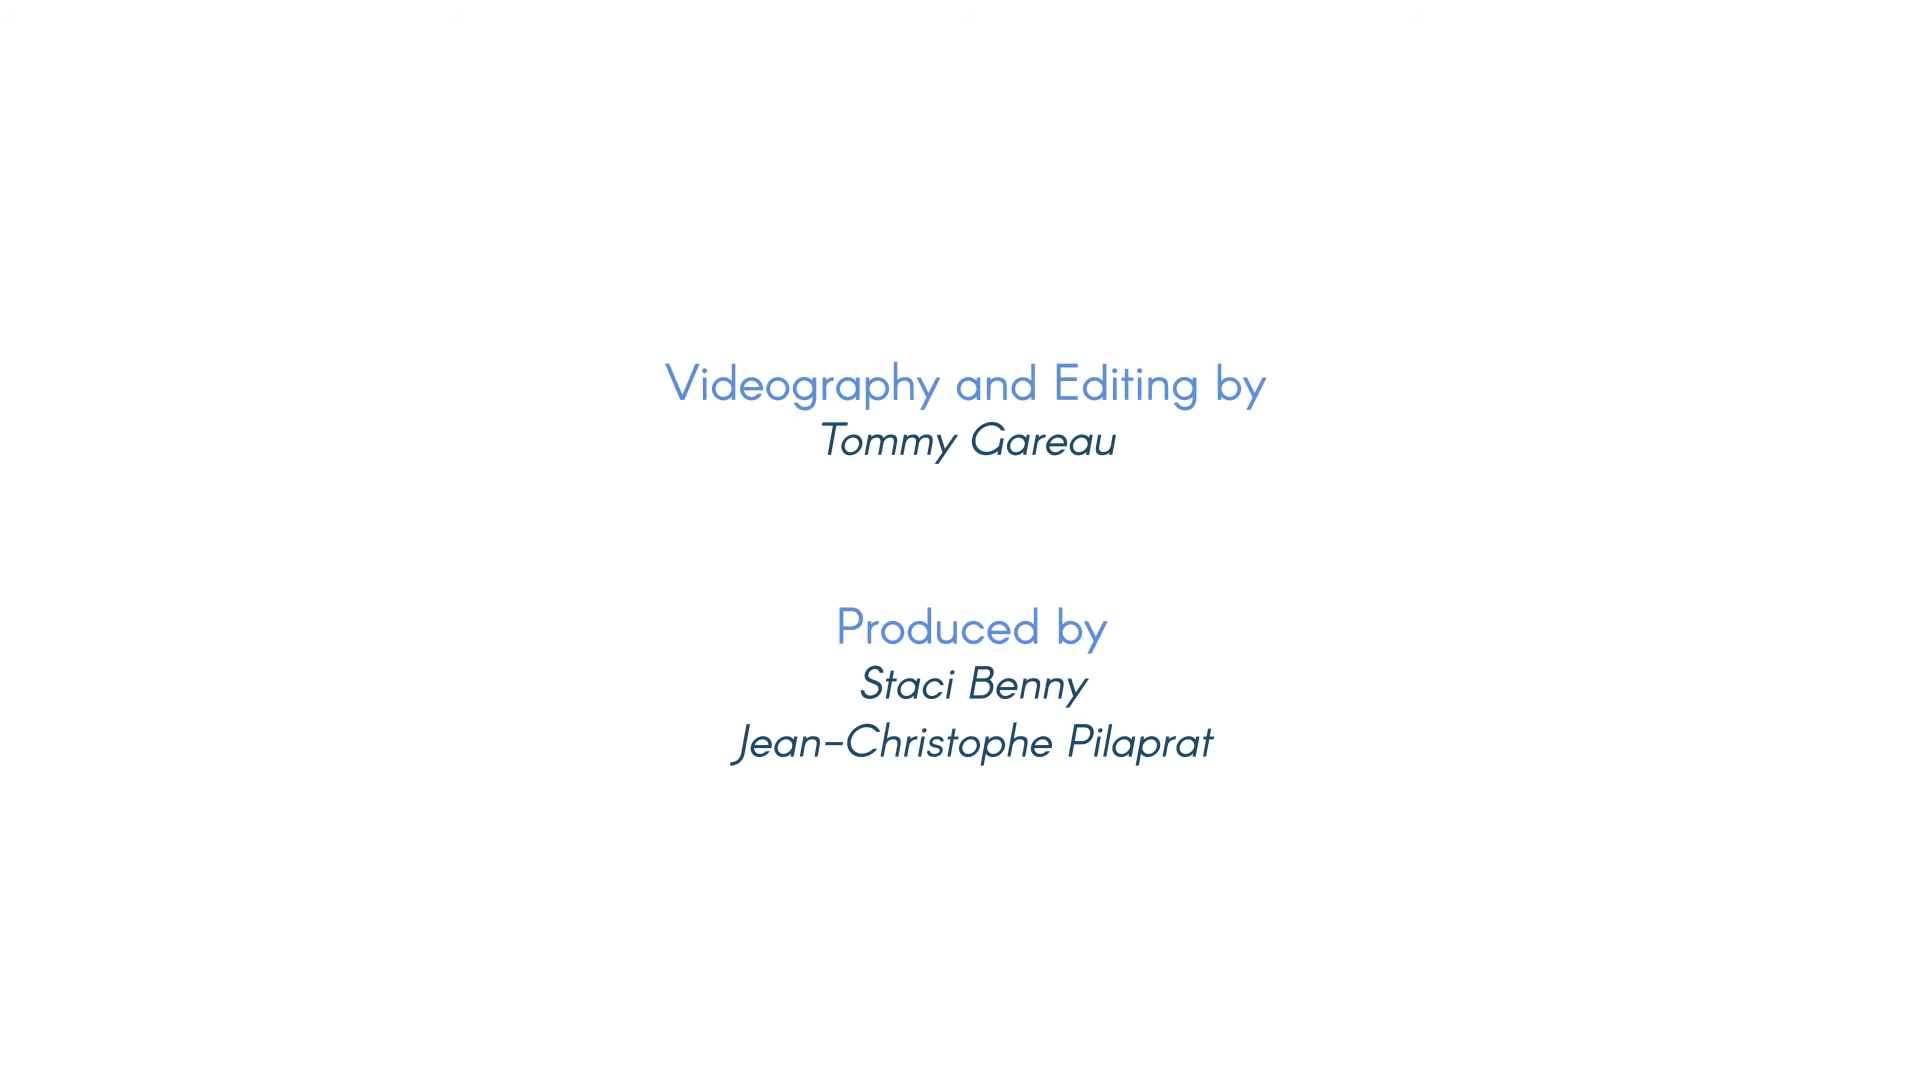 Videography and Editing by
Tommy Gareau
Produced by
Staci Benny
Jean-Christophe Pilaprat